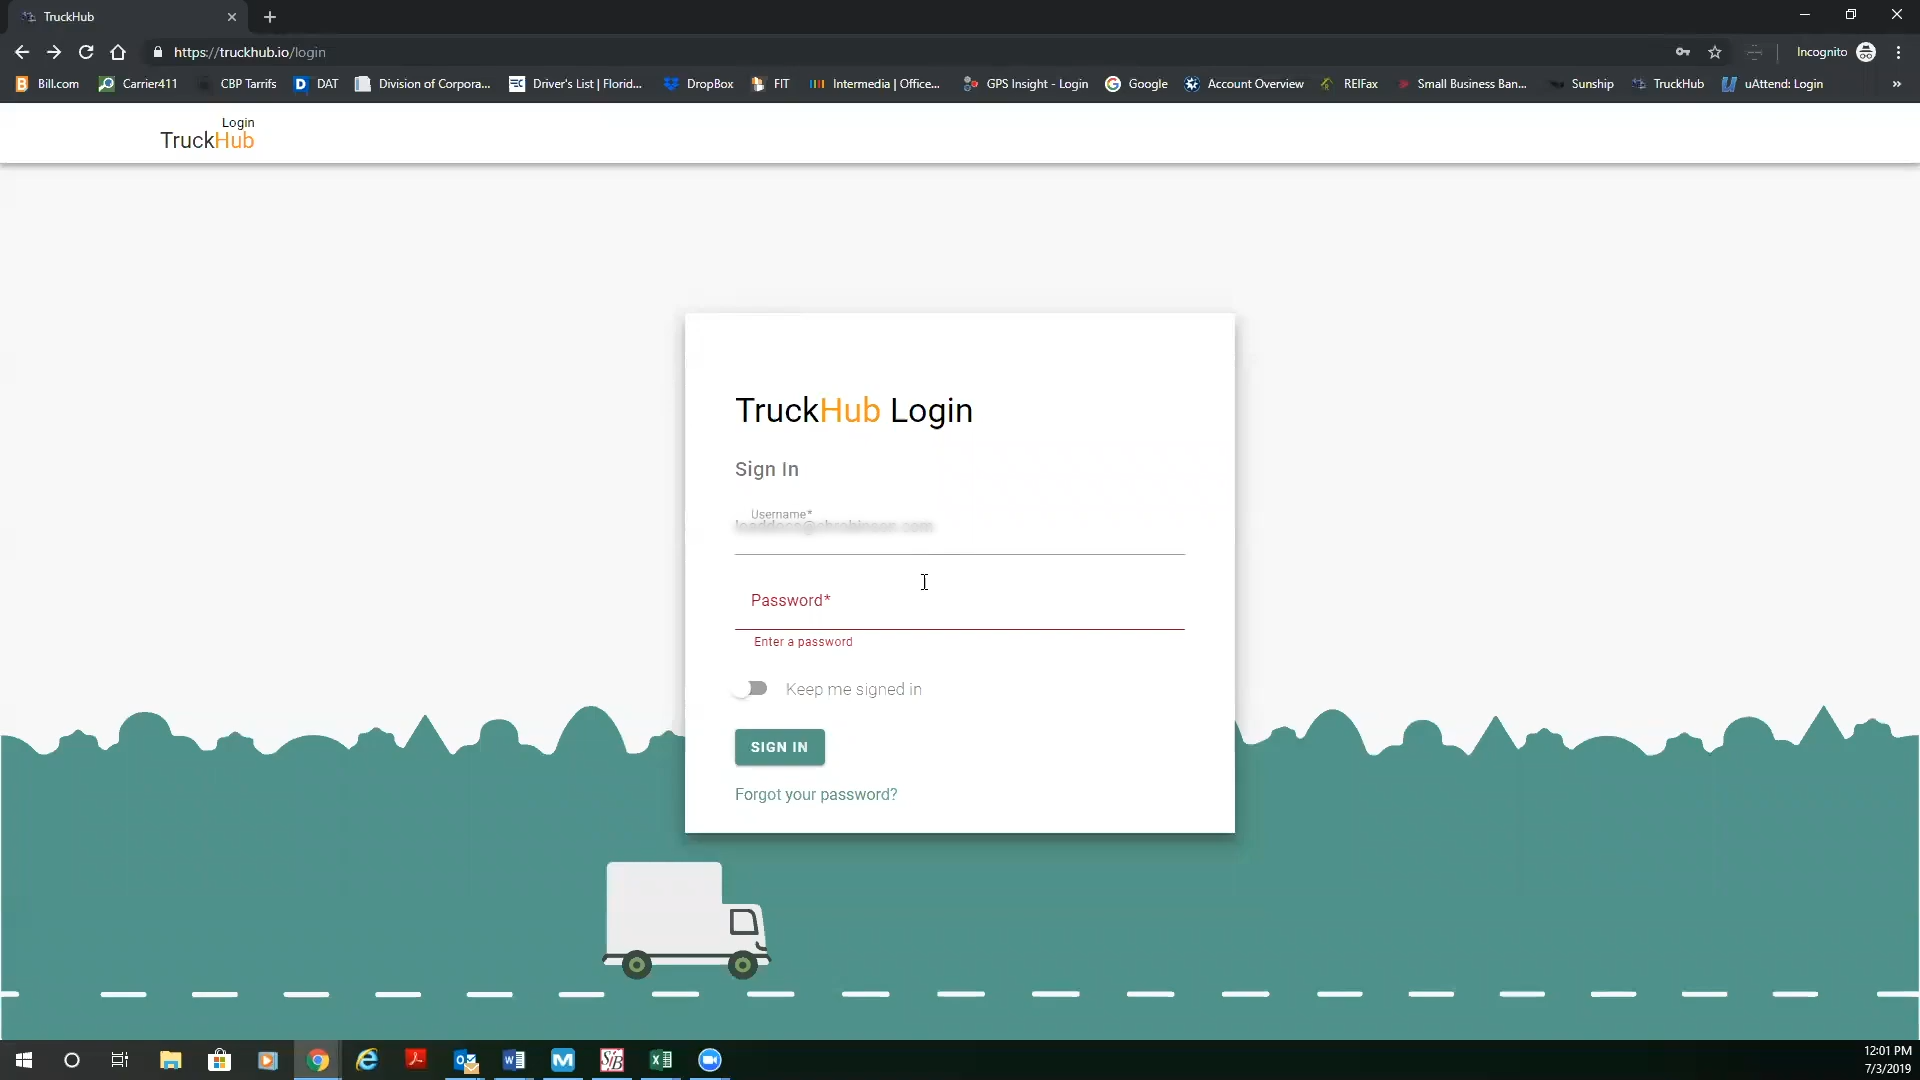 TruckHub
https://truckhub.io/login
Incognito
Bill.com
Carrier411
CBP Tarrifs
DAT
Division of Corpora...
Driver's List | Florid...
DropBox
FIT
Intermedia | Office...
GPS Insight - Login
Google
Account Overview
REIFax
Small Business Ban...
Sunship
TruckHub
uAttend: Login
»
Login
TruckHub
TruckHub Login
Sign In
Username*
Password*
Enter a password
Keep me signed in
SIGN IN
Forgot your password?
12:01 PM
7/3/2019